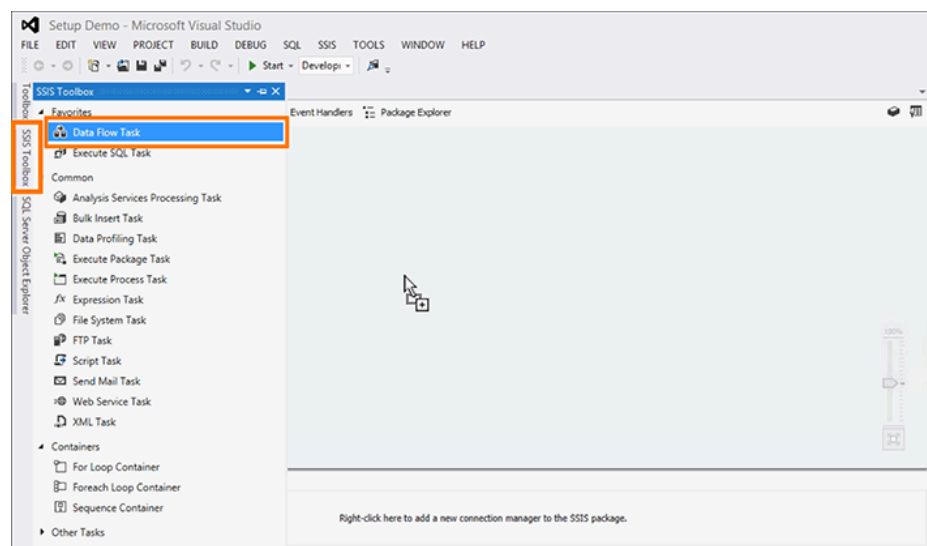 Setup Demo - Microsoft Visual Studio
FILE EDIT VIEW PROJECT BUILD DEBUG SQL SSIS TOOLS WINDOW HELP
Start Develop
Toolbox
SSIS Toolbox
SQL Server Object Explorer
SSIS Toolbox
Favorites
Data Flow Task
Execute SQL Task
Common
Analysis Services Processing Task
Bulk Insert Task
Data Profiling Task
Execute Package Task
Execute Process Task
fx Expression Task
File System Task
FTP Task
Script Task
Send Mail Task
Web Service Task
XML Task
Containers
For Loop Container
Foreach Loop Container
Sequence Container
Other Tasks
Event Handlers Package Explorer
100%
Right-click here to add a new connection manager to the SSIS package.